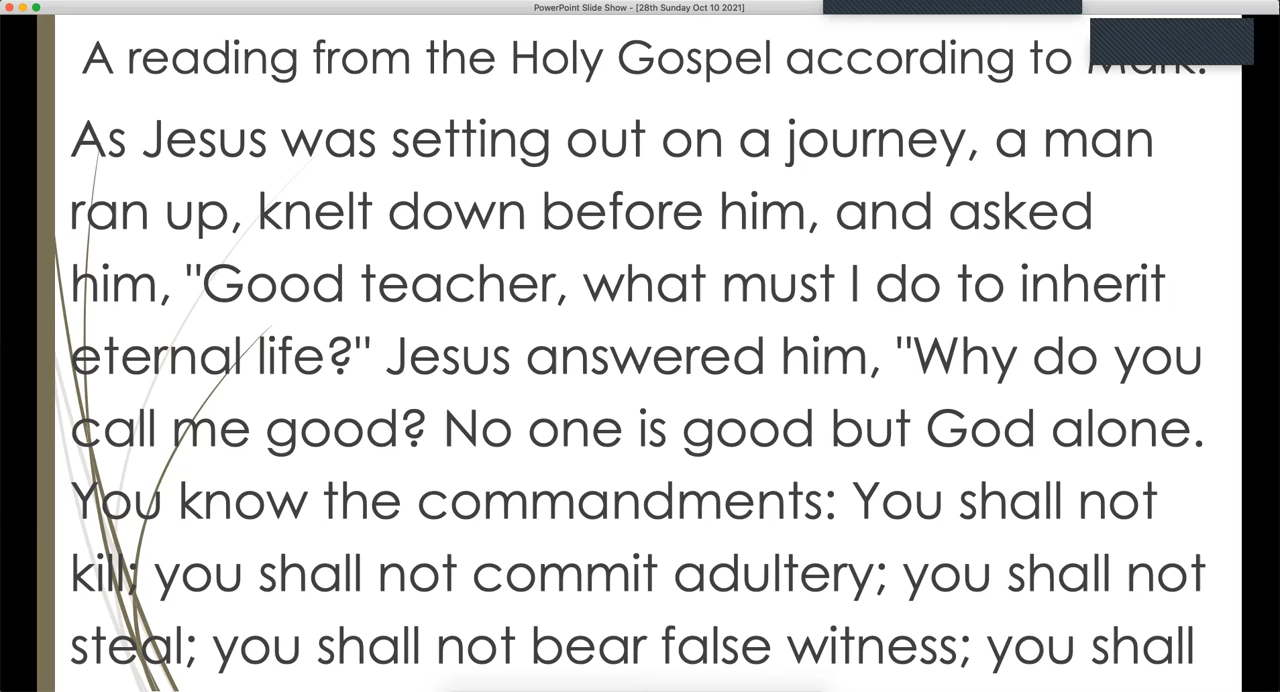 PowerPoint Slide Show - [28th Sunday Oct 10 2021]
A reading from the Holy Gospel according to Mark.
As Jesus was setting out on a journey, a man
ran up, knelt down before him, and asked
him, "Good teacher, what must I do to inherit
eternal life?" Jesus answered him, "Why do you
call me good? No one is good but God alone.
You know the commandments: You shall not
kill; you shall not commit adultery; you shall not
steal; you shall not bear false witness; you shall